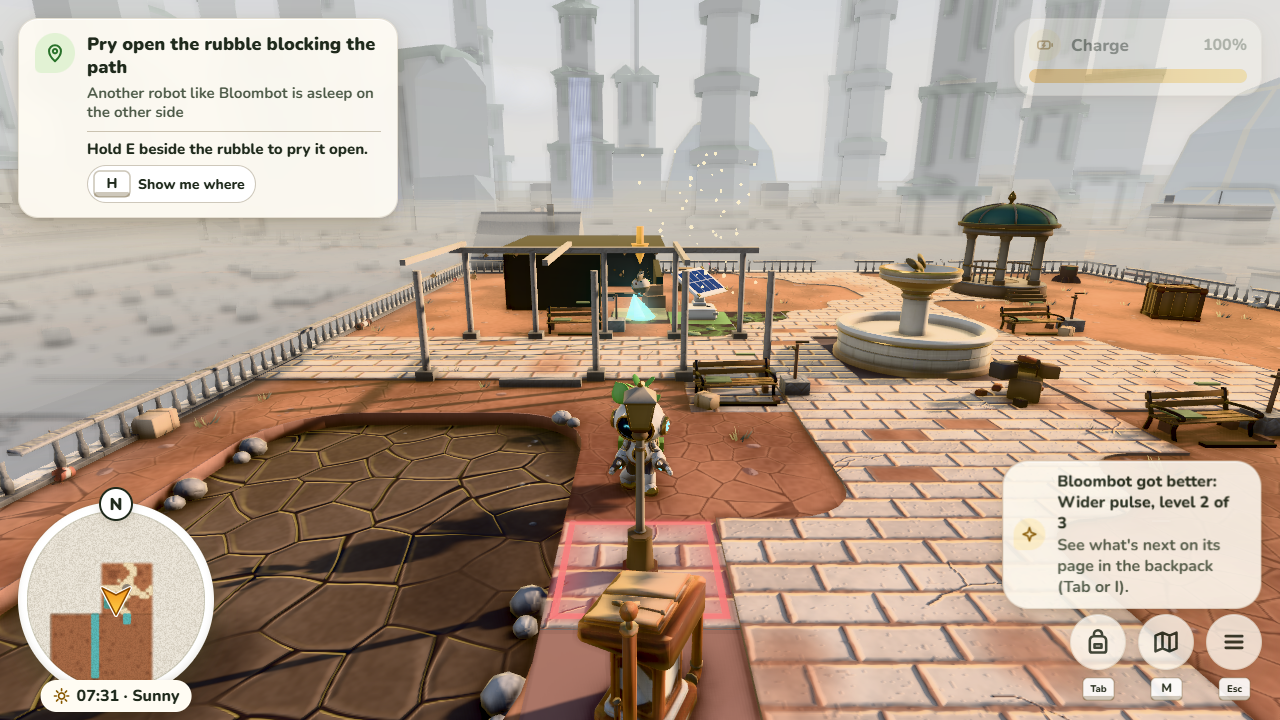 Pry open the rubble blocking the
path
Another robot like Bloombot is asleep on
the other side
Hold E beside the rubble to pry it open.
H Show me where
Charge 100%
N
07:31 · Sunny
Bloombot got better:
Wider pulse, level 2 of
3
See what's next on its
page in the backpack
(Tab or I).
Tab M Esc